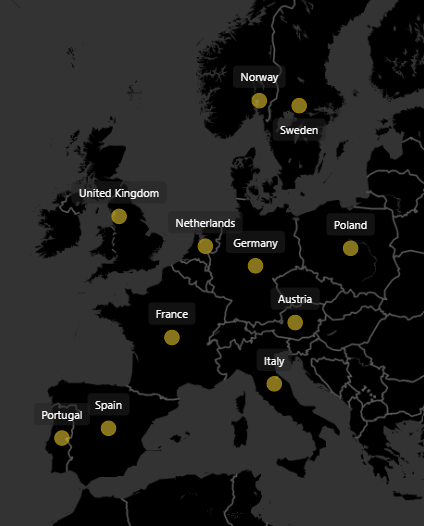 Norway
Sweden
United Kingdom
Netherlands
Poland
Germany
Austria
France
Italy
Spain
Portugal